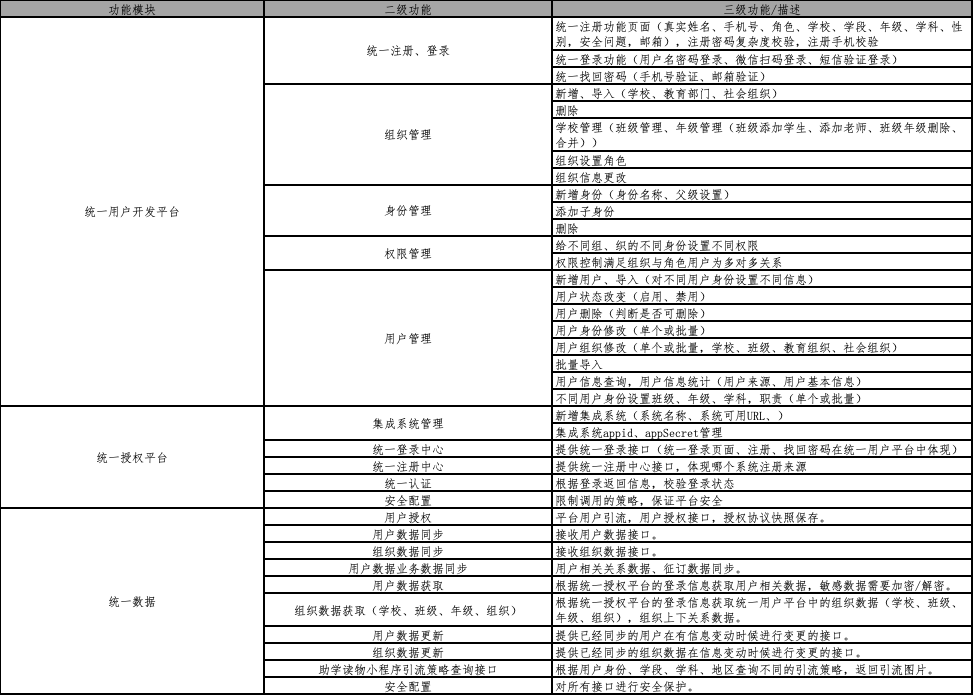 功能模块
二级功能
三级功能/描述
统一用户开发平台
统一注册、登录
统一注册功能页面（真实姓名、手机号、角色、学校、学段、年级、学科、性
别，安全问题，邮箱），注册密码复杂度校验，注册手机校验
统一登录功能（用户名密码登录、微信扫码登录、短信验证登录）
统一找回密码（手机号验证、邮箱验证）
组织管理
新增、导入（学校、教育部门、社会组织）
删除
学校管理（班级管理、年级管理（班级添加学生、添加老师、班级年级删除、
合并））
组织设置角色
组织信息更改
身份管理
新增身份（身份名称、父级设置）
添加子身份
删除
权限管理
给不同组、织的不同身份设置不同权限
权限控制满足组织与角色用户为多对多关系
用户管理
新增用户、导入（对不同用户身份设置不同信息）
用户状态改变（启用、禁用）
用户删除（判断是否可删除）
用户身份修改（单个或批量）
用户组织修改（单个或批量，学校、班级、教育组织、社会组织）
批量导入
用户信息查询，用户信息统计（用户来源、用户基本信息）
不同用户身份设置班级、年级、学科，职责（单个或批量）
统一授权平台
集成系统管理
新增集成系统（系统名称、系统可用URL、）
集成系统appid、appSecret管理
统一登录中心
提供统一登录接口（统一登录页面、注册、找回密码在统一用户平台中体现）
统一注册中心
提供统一注册中心接口，体现哪个系统注册来源
统一认证
根据登录返回信息，校验登录状态
安全配置
限制调用的策略，保证平台安全
统一数据
用户授权
平台用户引流，用户授权接口，授权协议快照保存。
用户数据同步
接收用户数据接口。
组织数据同步
接收组织数据接口。
用户数据业务数据同步
用户相关关系数据、征订数据同步。
用户数据获取
根据统一授权平台的登录信息获取用户相关数据，敏感数据需要加密/解密。
组织数据获取（学校、班级、年级、组织）
根据统一授权平台的登录信息获取统一用户平台中的组织数据（学校、班级、
年级、组织），组织上下关系数据。
用户数据更新
提供已经同步的用户在有信息变动时候进行变更的接口。
组织数据更新
提供已经同步的组织数据在信息变动时候进行变更的接口。
助学读物小程序引流策略查询接口
根据用户身份、学段、学科、地区查询不同的引流策略，返回引流图片。
安全配置
对所有接口进行安全保护。